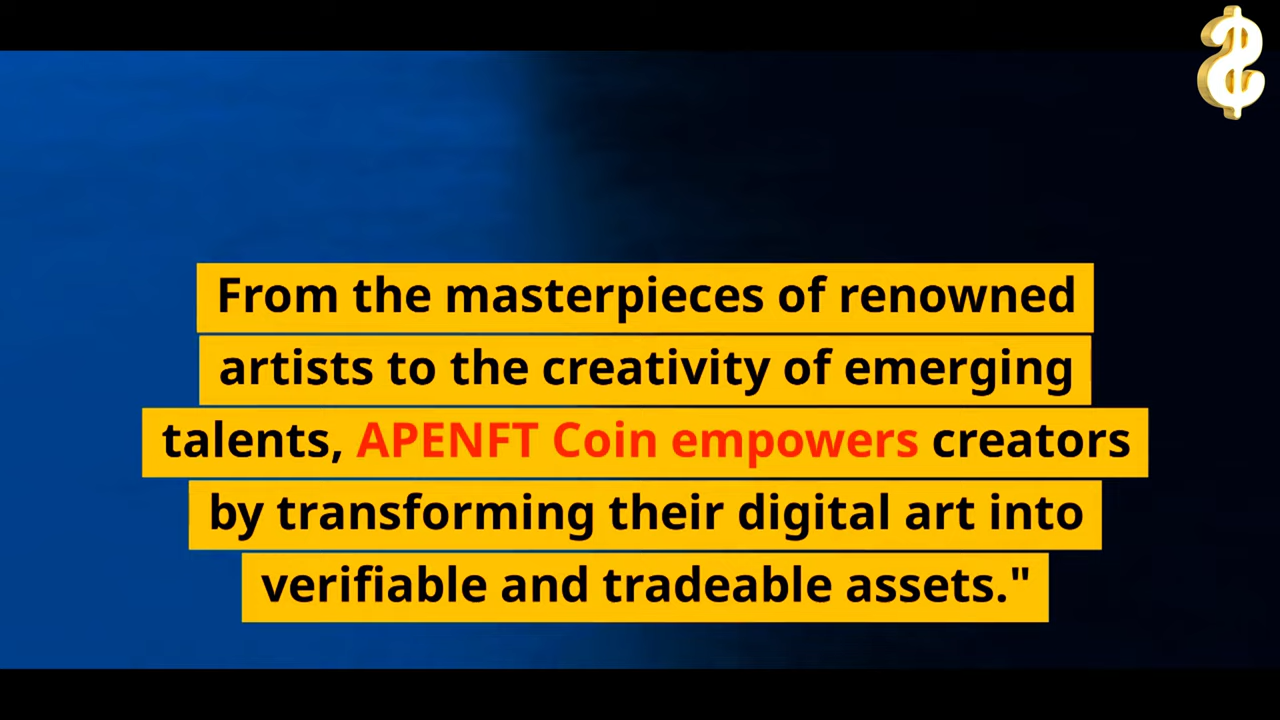 From the masterpieces of renowned
artists to the creativity of emerging
talents, APENFT Coin empowers creators
by transforming their digital art into
verifiable and tradeable assets."